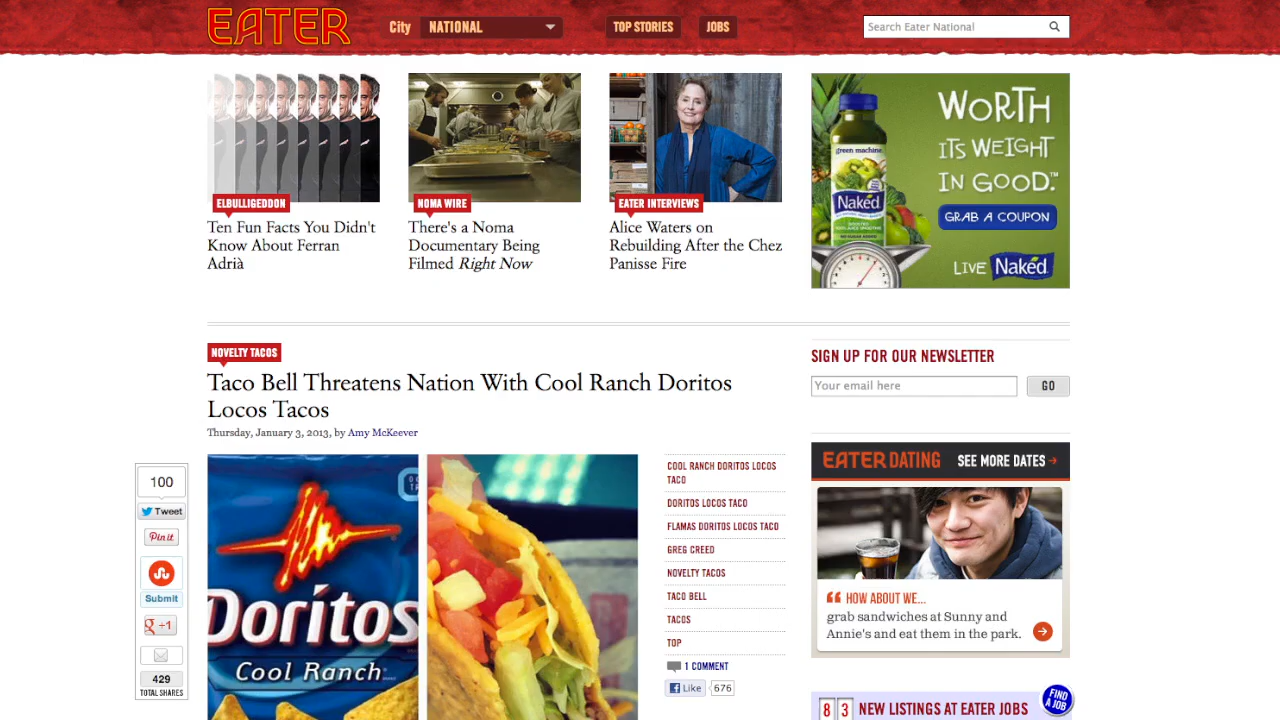 EATER
City
NATIONAL
TOP STORIES
JOBS
Search Eater National
ELBULLIGEDDON
Ten Fun Facts You Didn't
Know About Ferran
Adrià
NOMA WIRE
There's a Noma
Documentary Being
Filmed Right Now
EATER INTERVIEWS
Alice Waters on
Rebuilding After the Chez
Panisse Fire
green machine
Naked
WORTH
ITS WEIGHT
IN GOOD.™
GRAB A COUPON
LIVE Naked
NOVELTY TACOS
Taco Bell Threatens Nation With Cool Ranch Doritos
Locos Tacos
Thursday, January 3, 2013, by Amy McKeever
SIGN UP FOR OUR NEWSLETTER
Your email here
GO
100
Tweet
Pin it
Submit
g +1
429
TOTAL SHARES
Doritos
Cool Ranch
COOL RANCH DORITOS LOCOS
TACO
DORITOS LOCOS TACO
FLAMAS DORITOS LOCOS TACO
GREG CREED
NOVELTY TACOS
TACO BELL
TACOS
TOP
1 COMMENT
Like
676
EATER DATING
SEE MORE DATES
HOW ABOUT WE...
grab sandwiches at Sunny and
Annie's and eat them in the park.
83 NEW LISTINGS AT EATER JOBS
FIND
A JOB